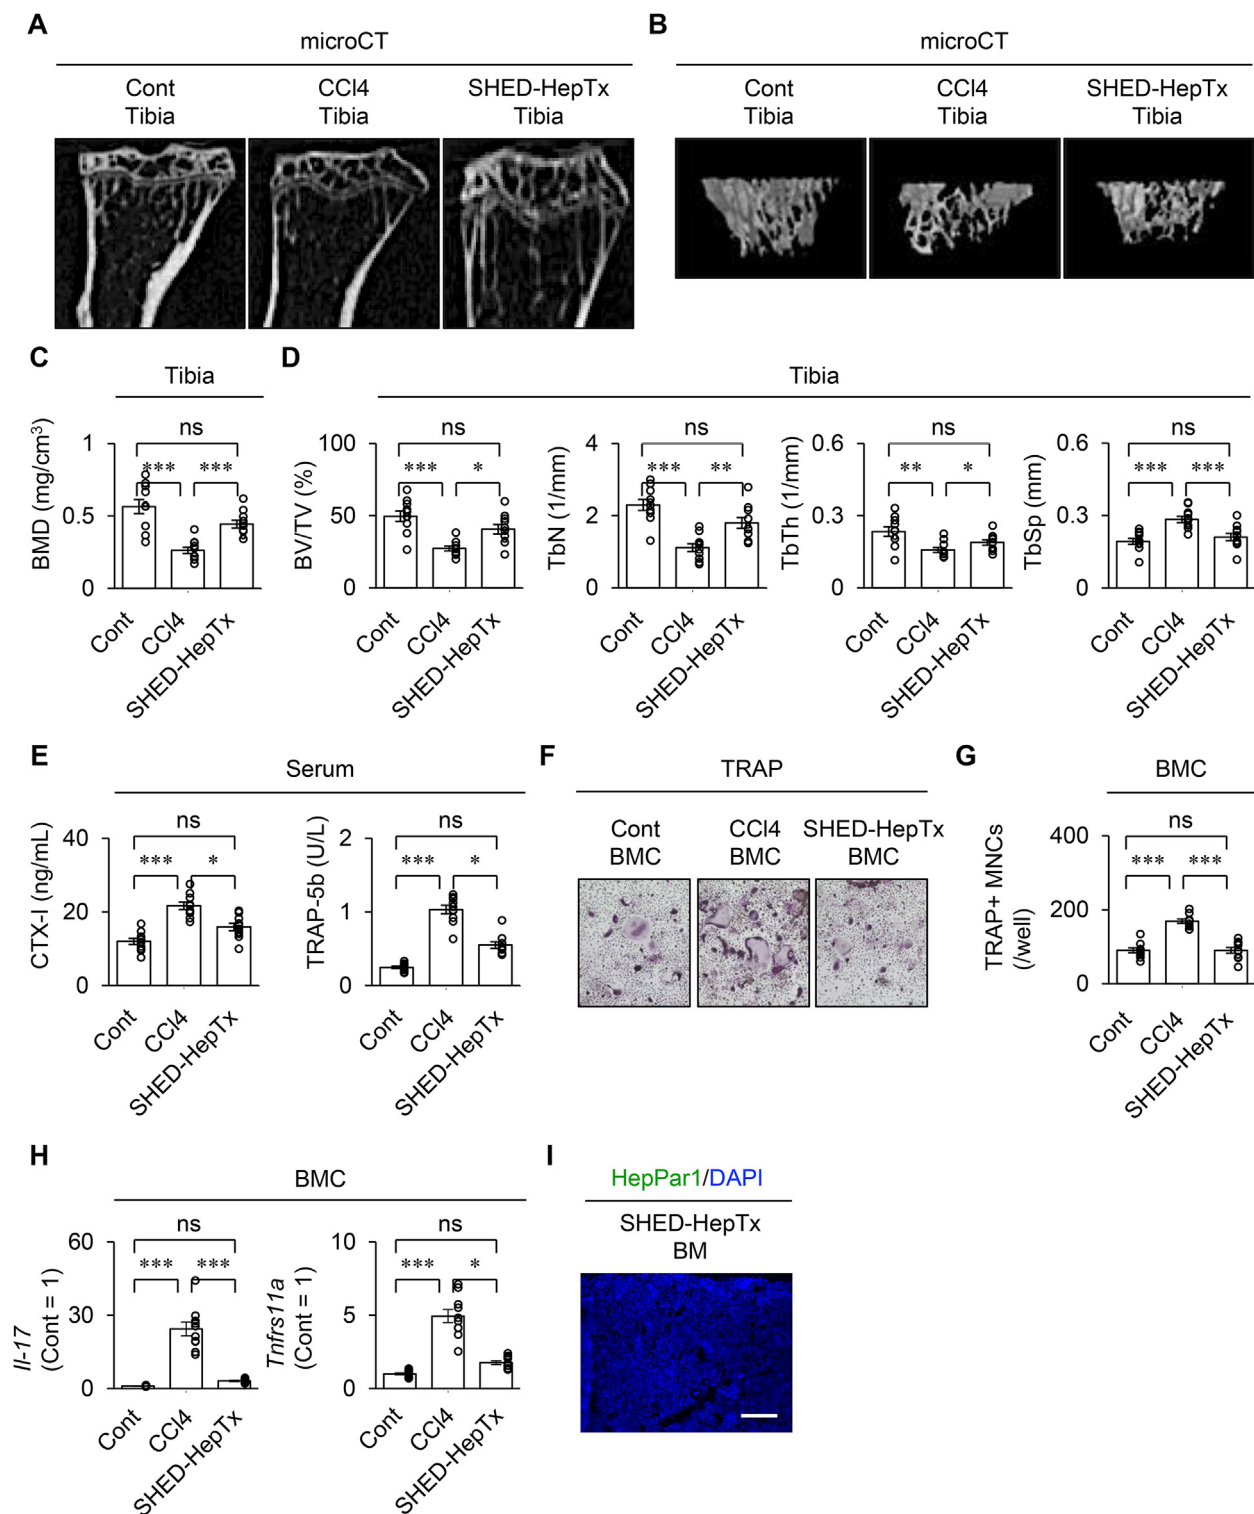 A
microCT
Cont
Tibia
CCl4
Tibia
SHED-HepTx
Tibia
B
microCT
Cont
Tibia
CCl4
Tibia
SHED-HepTx
Tibia
C
Tibia
BMD (mg/cm³)
1
0.5
0
ns
*** ***
Cont
CCl4
SHED-HepTx
D
Tibia
BV/TV (%)
100
50
0
ns
*** *
Cont
CCl4
SHED-HepTx
TbN (1/mm)
4
2
0
ns
*** **
Cont
CCl4
SHED-HepTx
TbTh (1/mm)
0.6
0.3
0
ns
** *
Cont
CCl4
SHED-HepTx
TbSp (mm)
0.6
0.3
0
ns
*** ***
Cont
CCl4
SHED-HepTx
E
Serum
CTX-I (ng/mL)
40
20
0
ns
*** *
Cont
CCl4
SHED-HepTx
TRAP-5b (U/L)
2
1
0
ns
*** *
Cont
CCl4
SHED-HepTx
F
TRAP
Cont
BMC
CCl4
BMC
SHED-HepTx
BMC
G
BMC
TRAP+ MNCs
(/well)
400
200
0
ns
*** ***
Cont
CCl4
SHED-HepTx
H
BMC
Il-17
(Cont = 1)
60
30
0
ns
*** ***
Cont
CCl4
SHED-HepTx
Tnfrs11a
(Cont = 1)
10
5
0
ns
*** *
Cont
CCl4
SHED-HepTx
I
HepPar1/DAPI
SHED-HepTx
BM